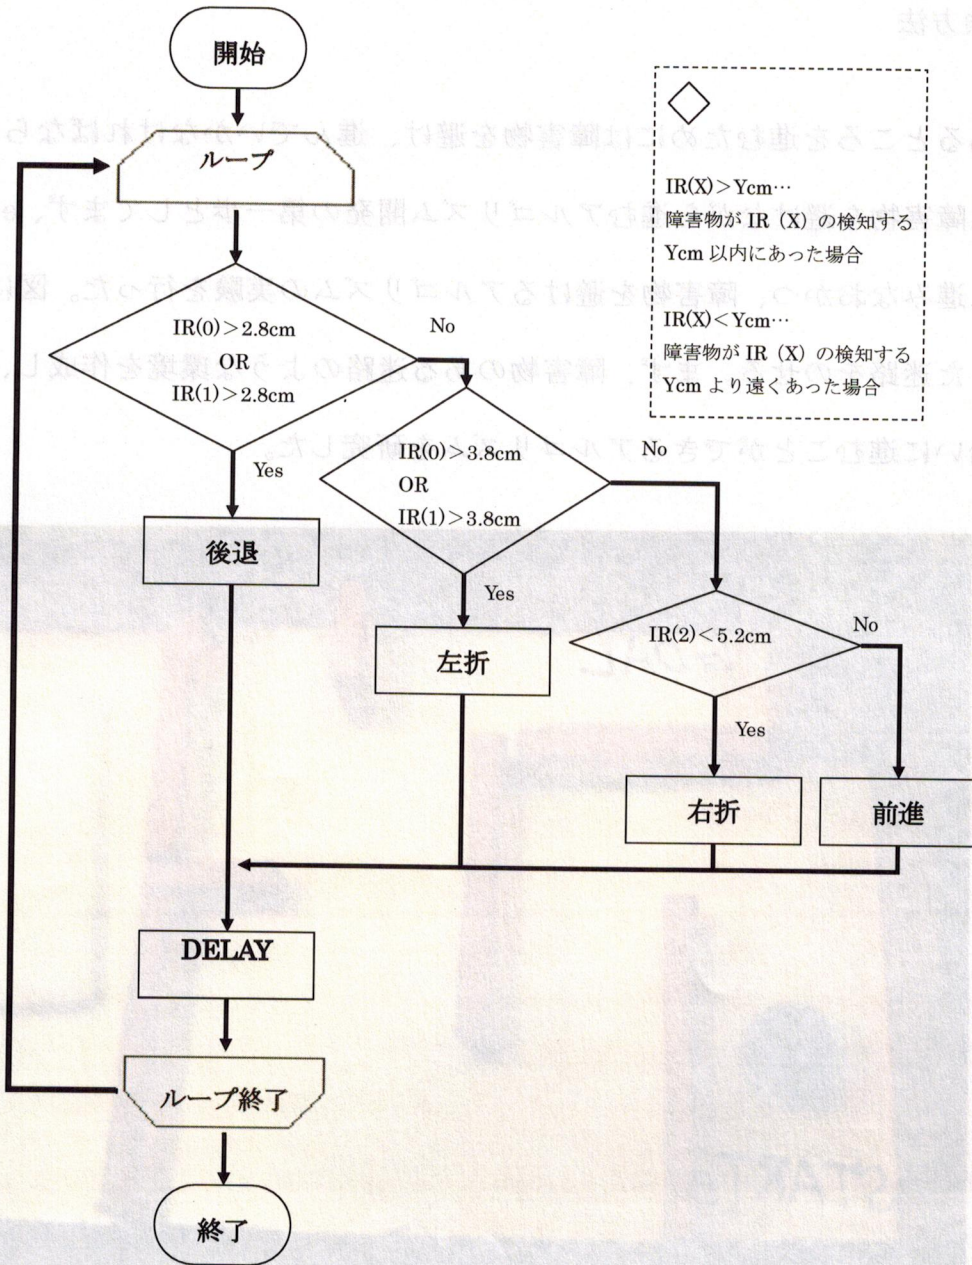 開始
ループ
IR(0)>2.8cm
OR
IR(1)>2.8cm
No
Yes
IR(0)>3.8cm
OR
IR(1)>3.8cm
No
Yes
後退
左折
IR(2)<5.2cm
No
Yes
右折
前進
DELAY
ループ終了
終了
IR(X)>Ycm…
障害物が IR（X）の検知する
Ycm 以内にあった場合
IR(X)<Ycm…
障害物が IR（X）の検知する
Ycm より遠くあった場合